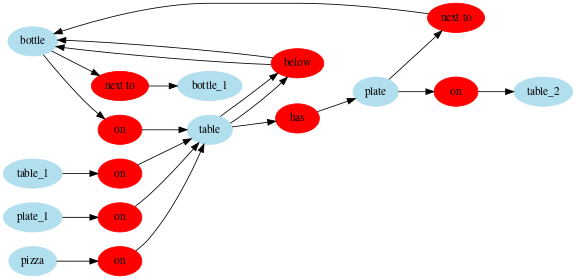 next to
bottle
below
next to
bottle_1
plate
on
table_2
has
on
table
table_1
on
plate_1
on
pizza
on